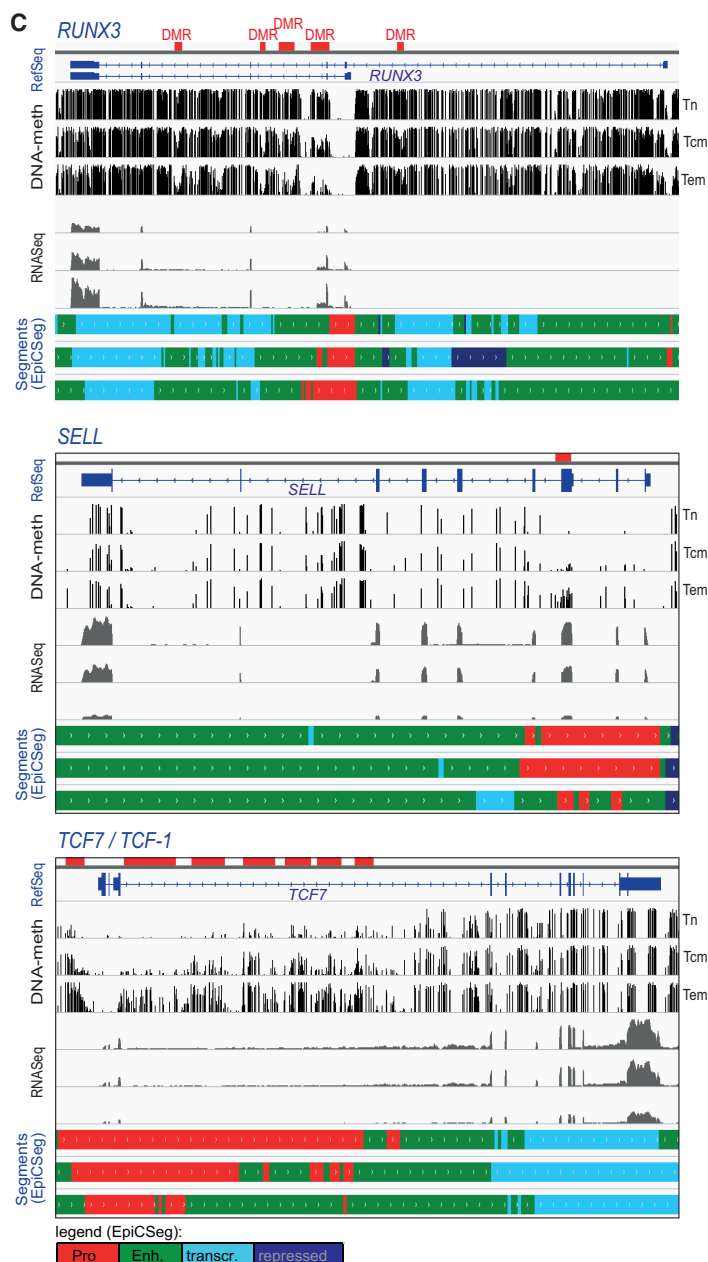 C
RUNX3
DMR DMR DMR DMR DMR
RefSeq
RUNX3
DNA-meth
Tn
Tcm
Tem
RNASeq
Segments
(EpiCSeg)
SELL
RefSeq
SELL
DNA-meth
Tn
Tcm
Tem
RNASeq
Segments
(EpiCSeg)
TCF7 / TCF-1
RefSeq
TCF7
DNA-meth
Tn
Tcm
Tem
RNASeq
Segments
(EpiCSeg)
legend (EpiCSeg):
Pro Enh. transcr. repressed